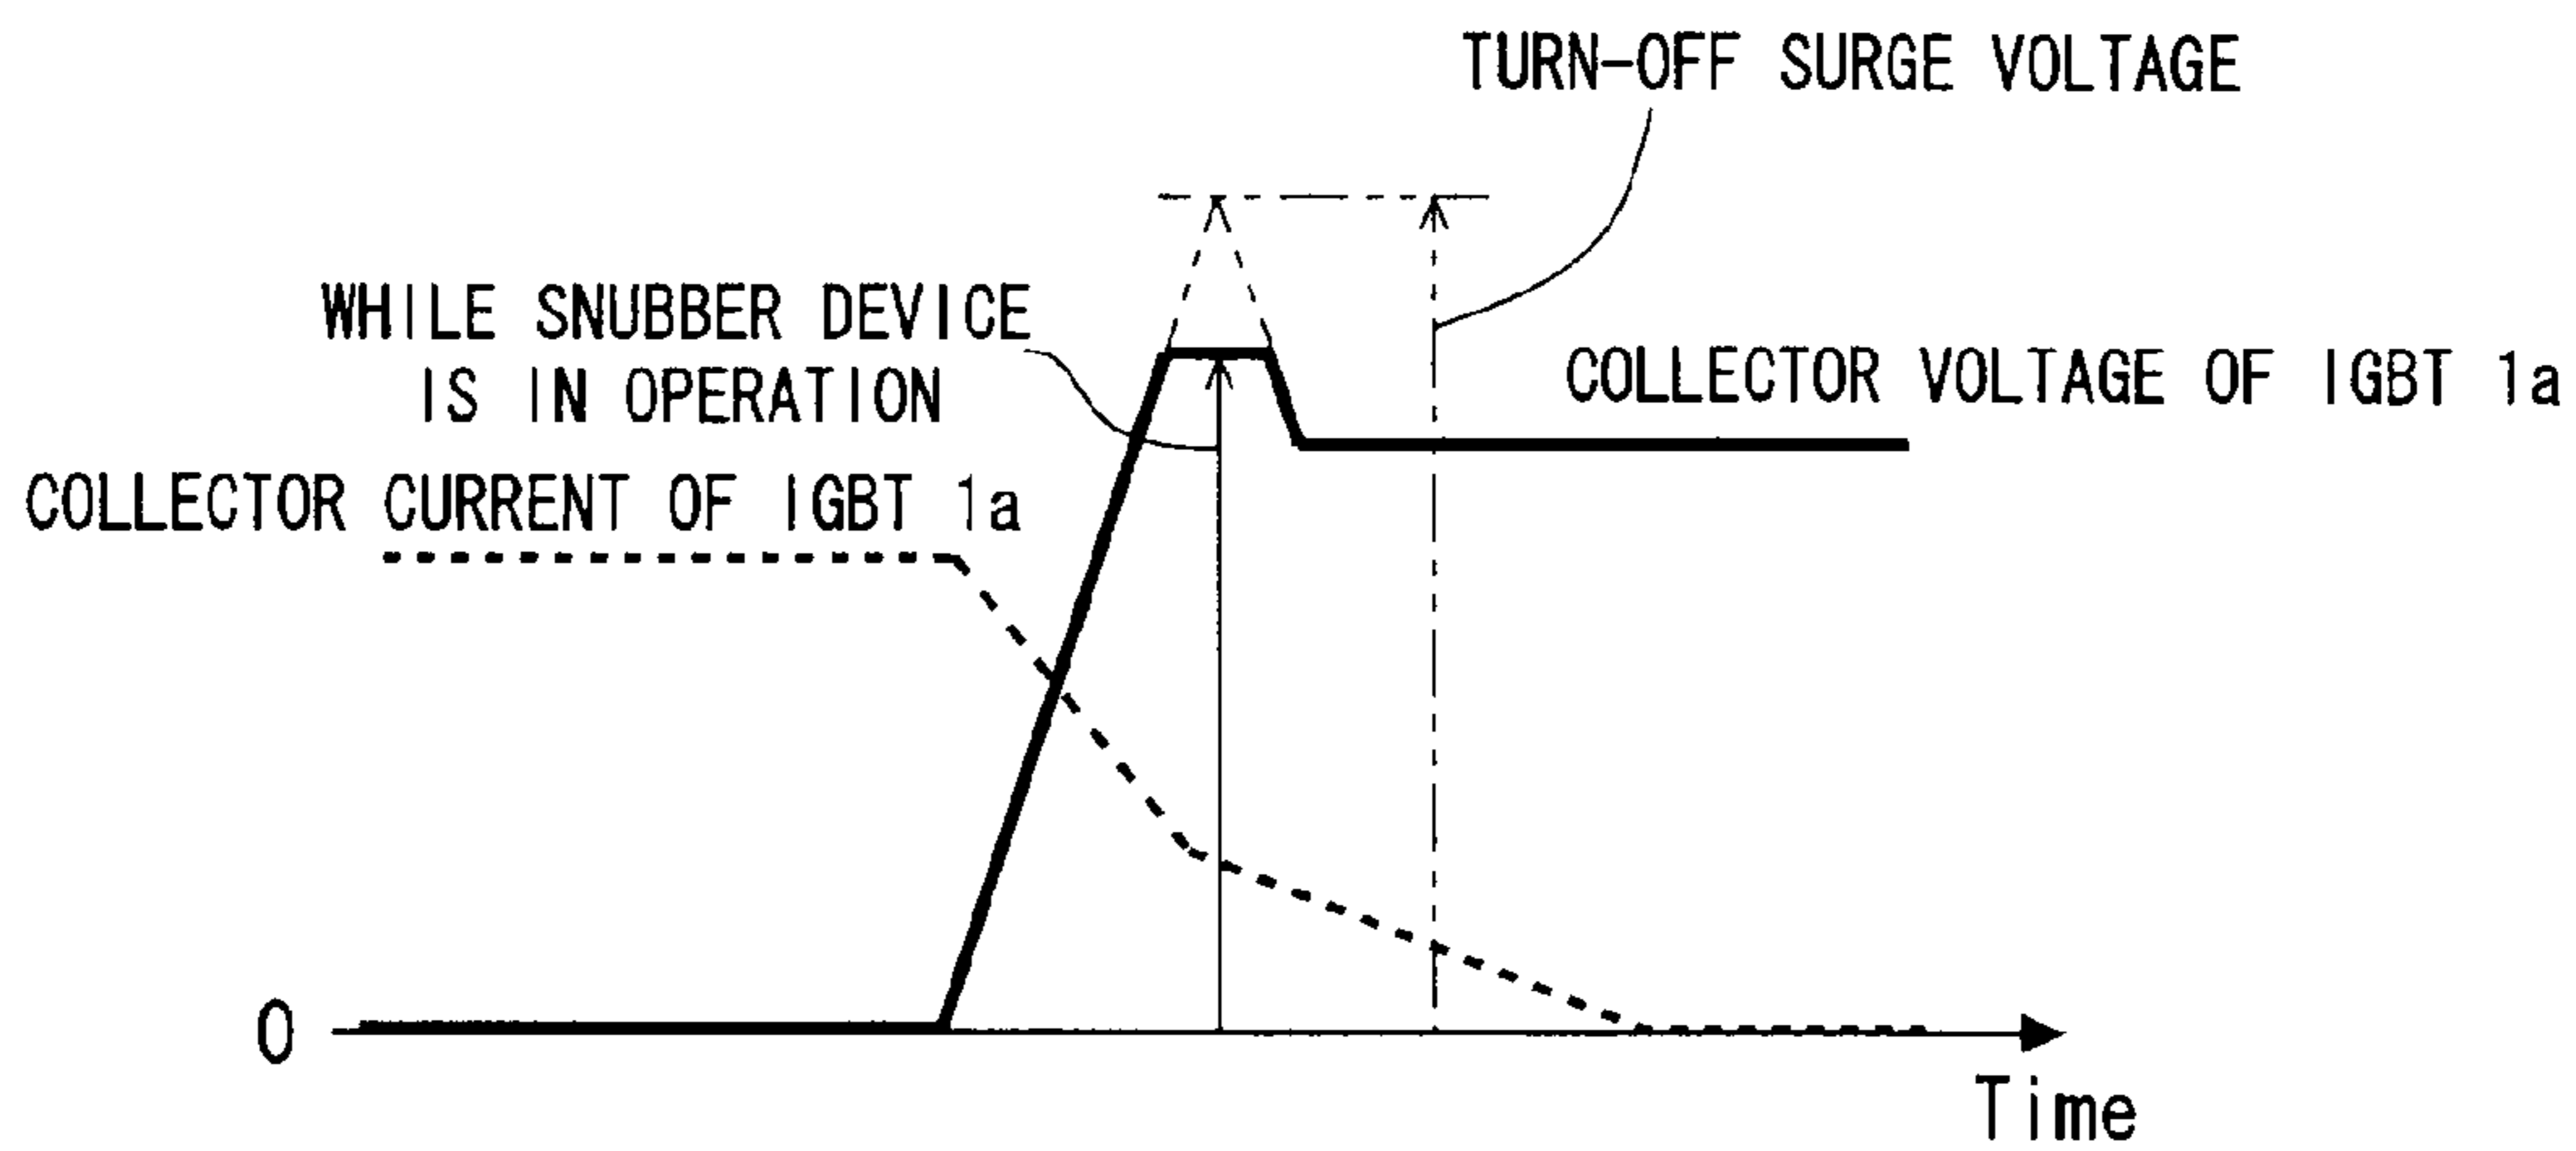 TURN-OFF SURGE VOLTAGE
WHILE SNUBBER DEVICE
IS IN OPERATION
COLLECTOR VOLTAGE OF IGBT 1a
COLLECTOR CURRENT OF IGBT 1a
0
Time